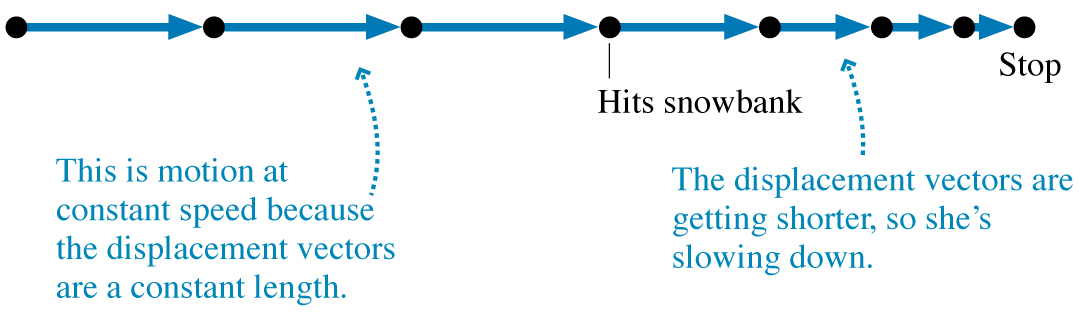 Stop
Hits snowbank
This is motion at
constant speed because
the displacement vectors
are a constant length.
The displacement vectors are
getting shorter, so she’s
slowing down.